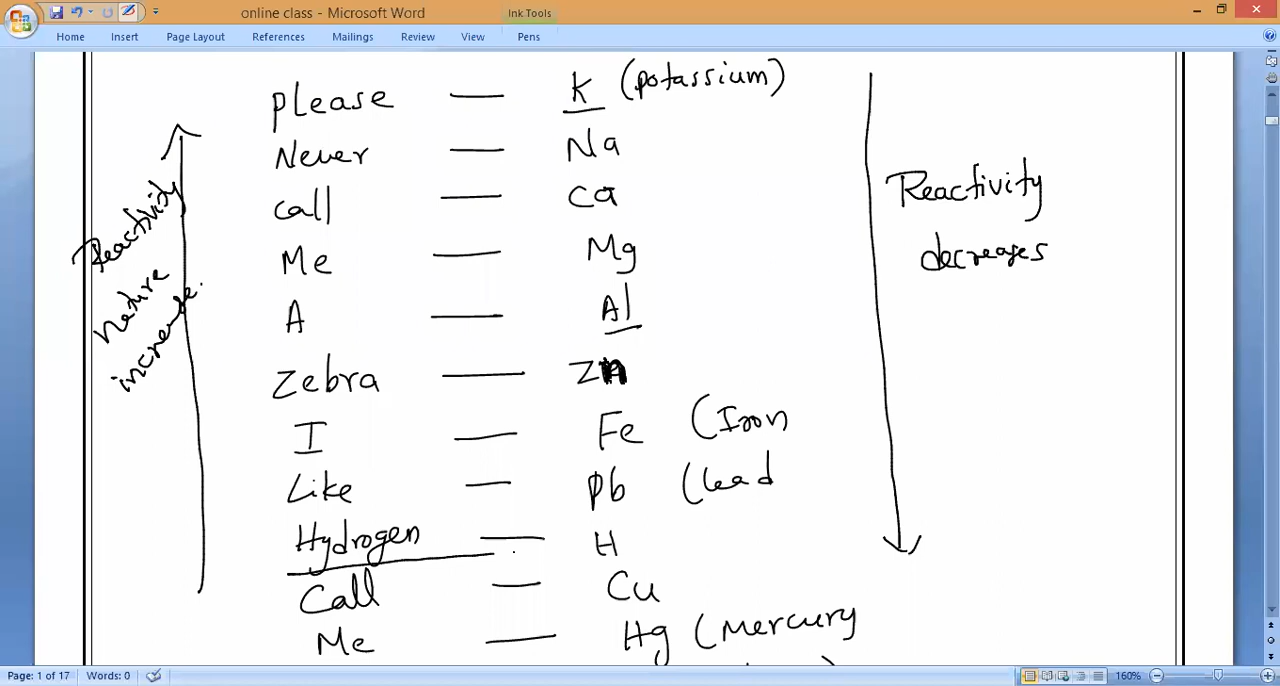 online class - Microsoft Word
Ink Tools
Home Insert Page Layout References Mailings Review View Pens
please — K (potassium)
Never — Na
call — Ca
Me — Mg
A — Al
Zebra — Zn
I — Fe (Iron
Like — Pb (lead
Hydrogen — H
Call — Cu
Me — Hg (Mercury
Reactivity
Nature
increase.
Reactivity
decreases
Page: 1 of 17 Words: 0 160%